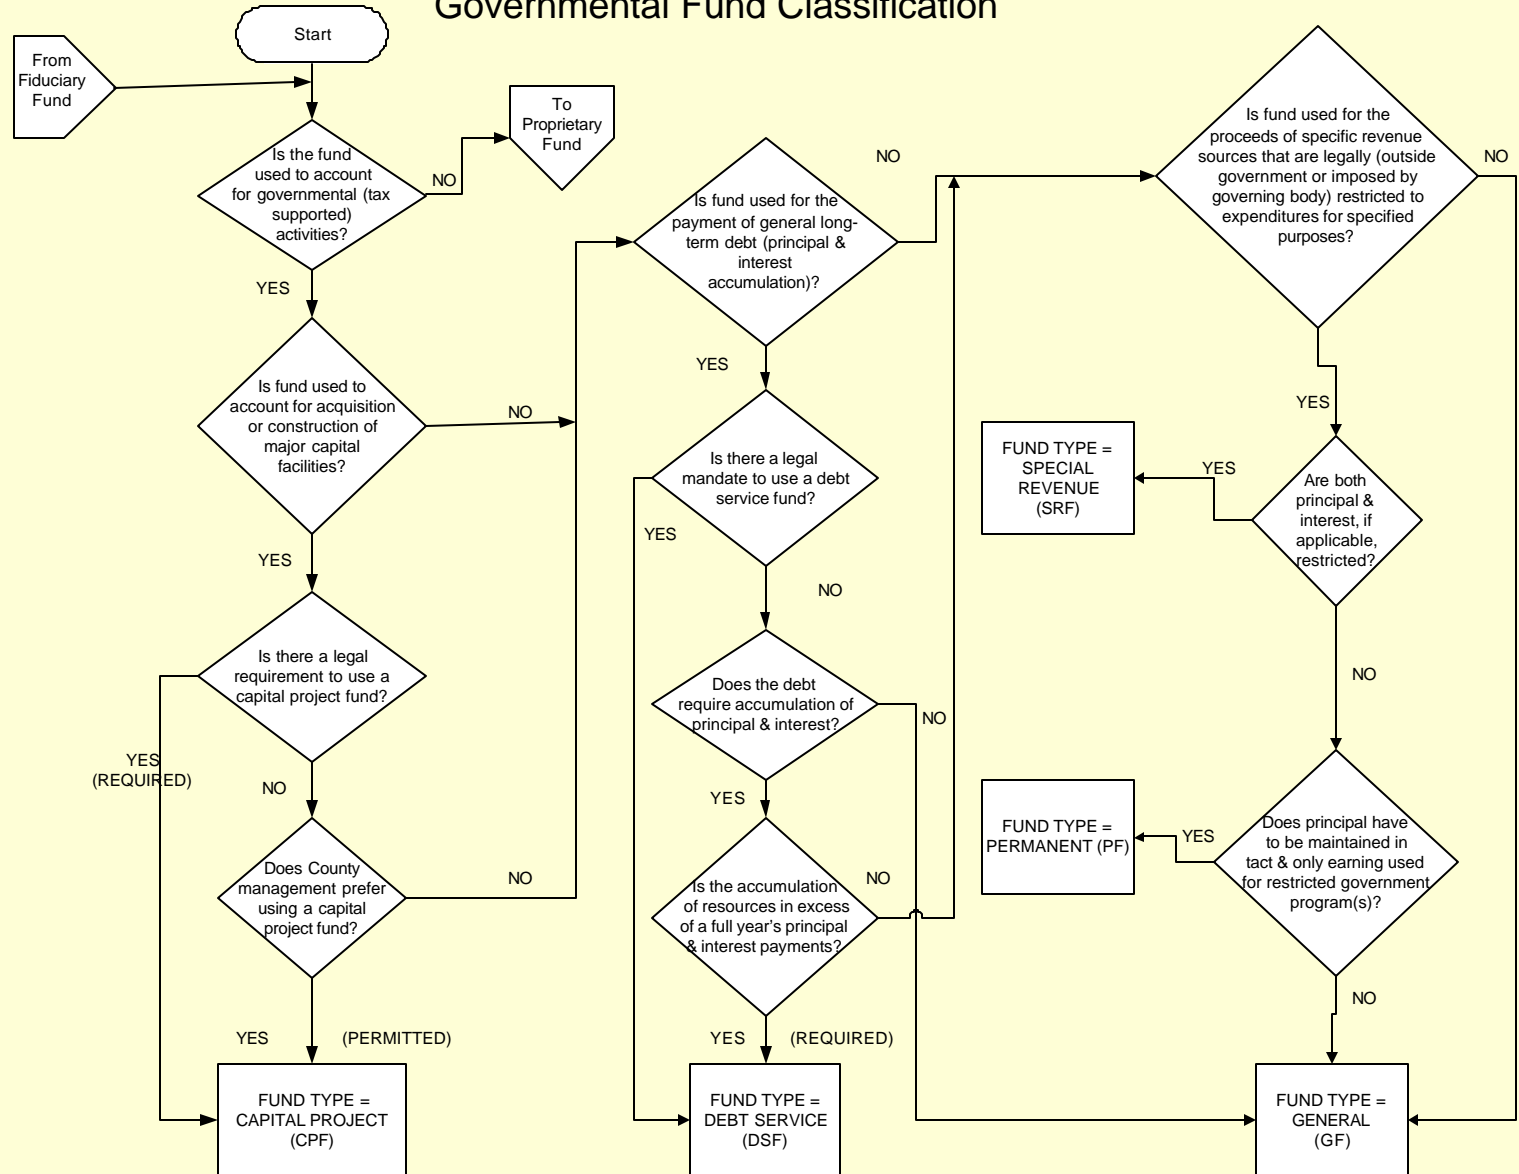 Governmental Fund Classification
Start
From
Fiduciary
Fund
To
Proprietary
Fund
Is the fund
used to account
for governmental (tax
supported)
activities?
NO
YES
Is fund used to
account for acquisition
or construction of
major capital
facilities?
NO
YES
Is there a legal
requirement to use a
capital project fund?
YES
(REQUIRED)
NO
Does County
management prefer
using a capital
project fund?
NO
YES
(PERMITTED)
FUND TYPE =
CAPITAL PROJECT
(CPF)
Is fund used for the
payment of general long-
term debt (principal &
interest
accumulation)?
NO
YES
Is there a legal
mandate to use a debt
service fund?
YES
NO
Does the debt
require accumulation of
principal & interest?
NO
YES
Is the accumulation
of resources in excess
of a full year's principal
& interest payments?
NO
YES
(REQUIRED)
FUND TYPE =
DEBT SERVICE
(DSF)
Is fund used for the
proceeds of specific revenue
sources that are legally (outside
government or imposed by
governing body) restricted to
expenditures for specified
purposes?
NO
YES
FUND TYPE =
SPECIAL
REVENUE
(SRF)
YES
Are both
principal &
interest, if
applicable,
restricted?
NO
FUND TYPE =
PERMANENT (PF)
YES
Does principal have
to be maintained in
tact & only earning used
for restricted government
program(s)?
NO
FUND TYPE =
GENERAL
(GF)